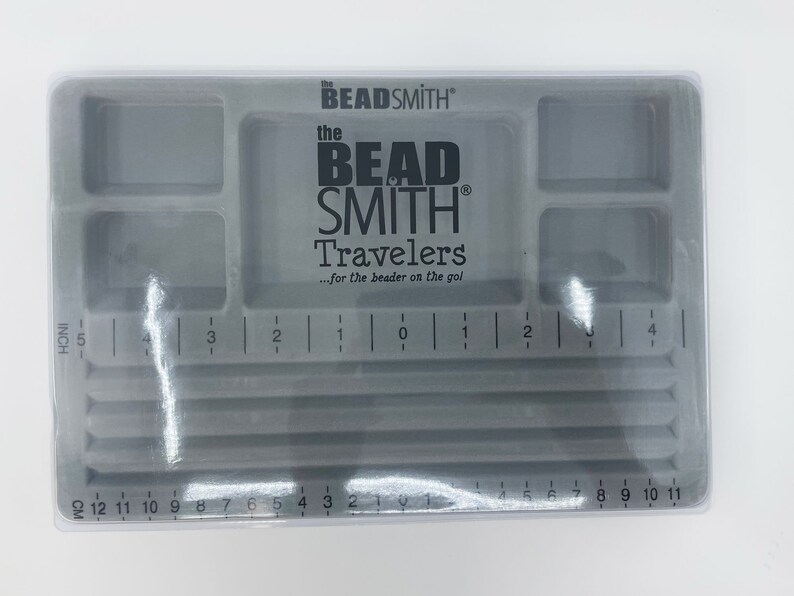 the
BEADSMITH®
the
BEAD
SMITH®
Travelers
...for the beader on the go!
INCH 5 4 3 2 1 0 1 2 3 4
CM 12 11 10 9 8 7 6 5 4 3 2 1 0 1 4 5 6 7 8 9 10 11